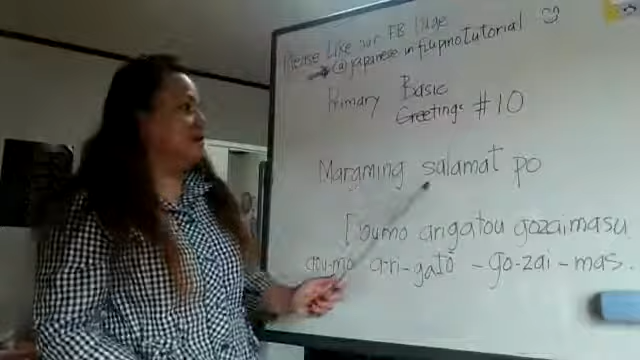 Please Like our FB Page
@japanese in filipino tutorial
Primary Basic
Greetings #10
Maraming salamat po
Doumo arigatou gozaimasu
dou-mo a-ri-gatō - go-zai - mas.